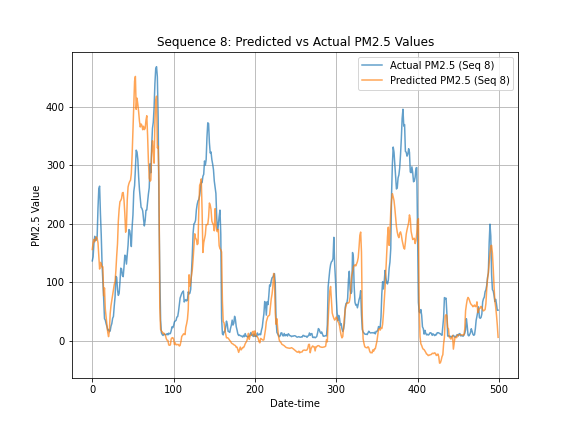 Sequence 8: Predicted vs Actual PM2.5 Values
Actual PM2.5 (Seq 8)
Predicted PM2.5 (Seq 8)
PM2.5 Value
400
300
200
100
0
0 100 200 300 400 500
Date-time